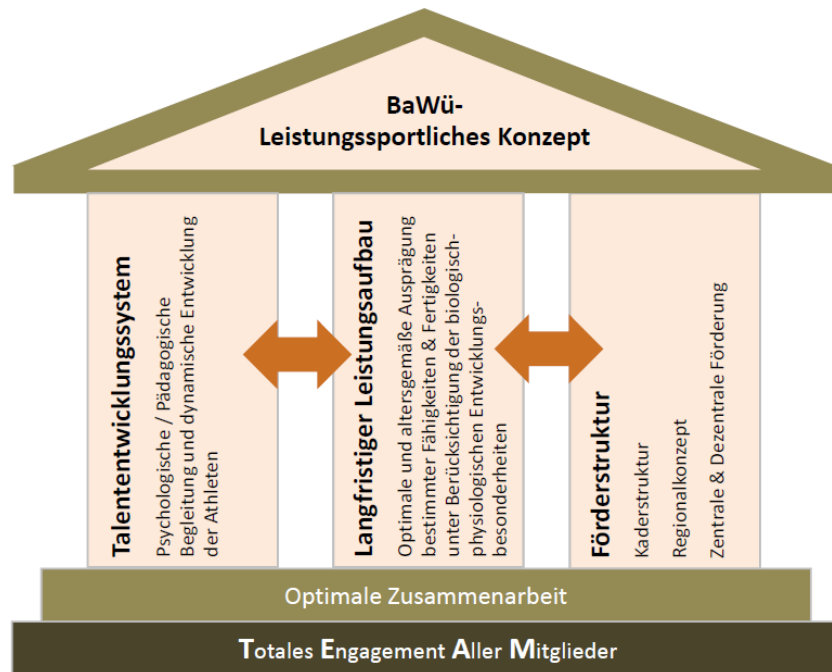 BaWü-
Leistungssportliches Konzept
Talententwicklungssystem
Psychologische / Pädagogische
Begleitung und dynamische Entwicklung
der Athleten
Langfristiger Leistungsaufbau
Optimale und altersgemäße Ausprägung
bestimmter Fähigkeiten & Fertigkeiten
unter Berücksichtigung der biologisch-
physiologischen Entwicklungs-
besonderheiten
Förderstruktur
Kaderstruktur
Regionalkonzept
Zentrale & Dezentrale Förderung
Optimale Zusammenarbeit
Totales Engagement Aller Mitglieder